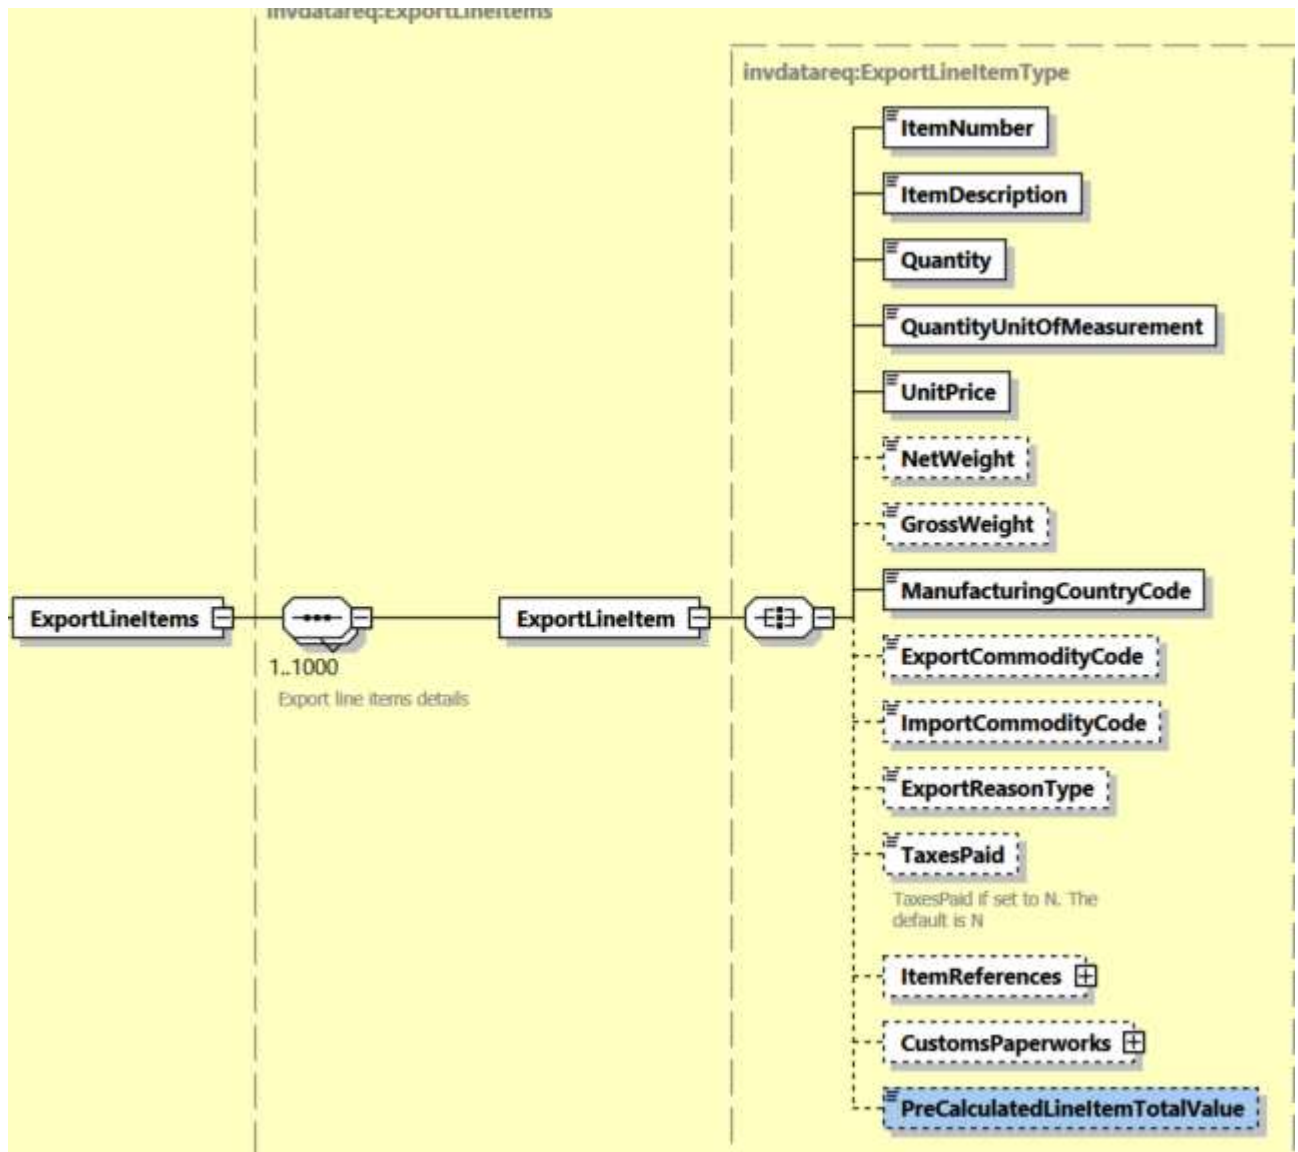 invdatareq:ExportLineItems
invdatareq:ExportLineItemType
ItemNumber
ItemDescription
Quantity
QuantityUnitOfMeasurement
UnitPrice
NetWeight
GrossWeight
ManufacturingCountryCode
ExportLineItems
ExportLineItem
1..1000
Export line items details
ExportCommodityCode
ImportCommodityCode
ExportReasonType
TaxesPaid
TaxesPaid if set to N. The
default is N
ItemReferences
CustomsPaperworks
PreCalculatedLineItemTotalValue